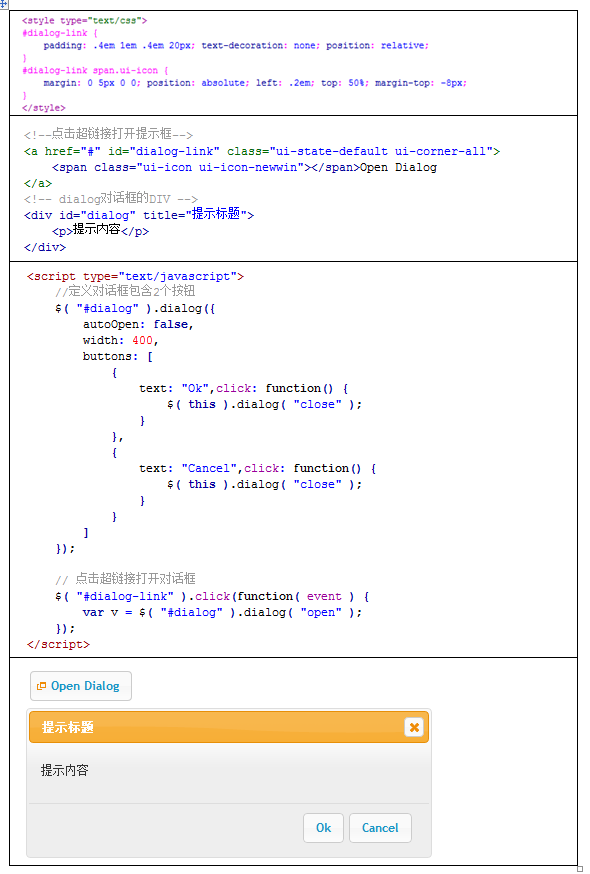 <style type="text/css">
#dialog-link {
    padding: .4em 1em .4em 20px; text-decoration: none; position: relative;
}
#dialog-link span.ui-icon {
    margin: 0 5px 0 0; position: absolute; left: .2em; top: 50%; margin-top: -8px;
}
</style>
<!--点击超链接打开提示框-->
<a href="#" id="dialog-link" class="ui-state-default ui-corner-all">
    <span class="ui-icon ui-icon-newwin"></span>Open Dialog
</a>
<!-- dialog对话框的DIV -->
<div id="dialog" title="提示标题">
    <p>提示内容</p>
</div>
<script type="text/javascript">
    //定义对话框包含2个按钮
    $( "#dialog" ).dialog({
        autoOpen: false,
        width: 400,
        buttons: [
            {
                text: "Ok",click: function() {
                    $( this ).dialog( "close" );
                }
            },
            {
                text: "Cancel",click: function() {
                    $( this ).dialog( "close" );
                }
            }
        ]
    });
    // 点击超链接打开对话框
    $( "#dialog-link" ).click(function( event ) {
        var v = $( "#dialog" ).dialog( "open" );
    });
</script>
Open Dialog
提示标题
提示内容
Ok Cancel